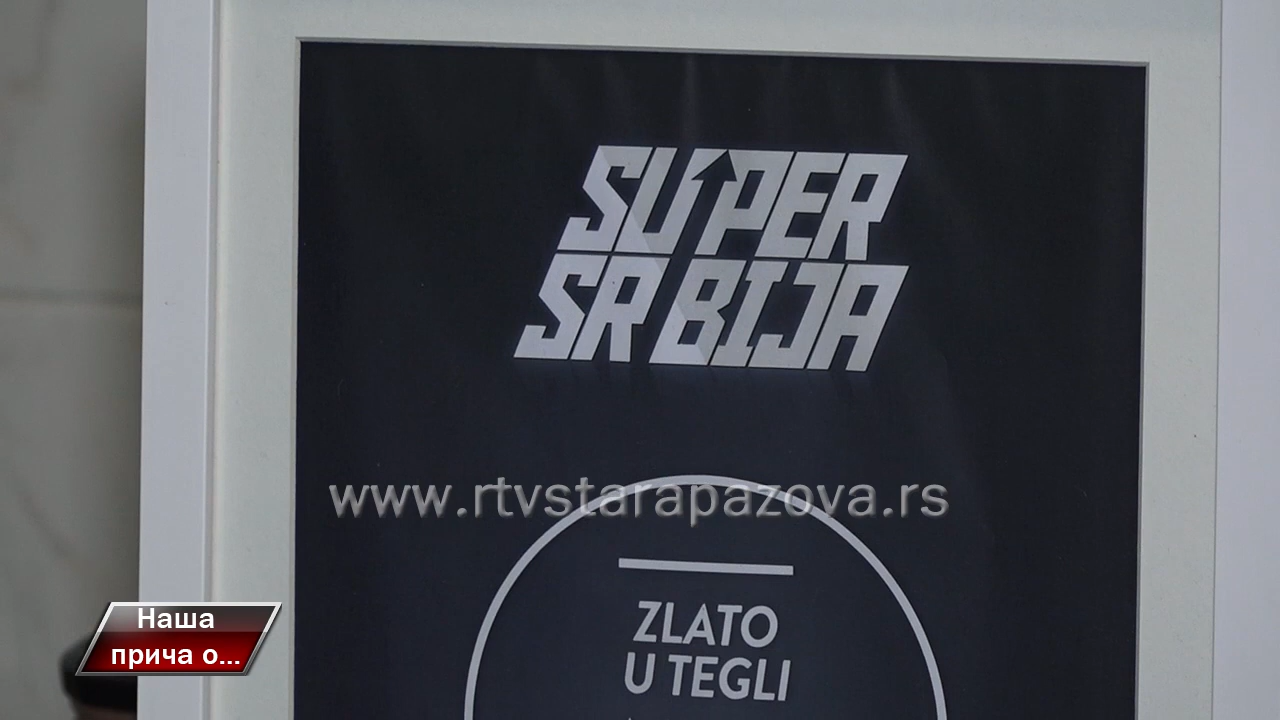 SUPER
SRBIJA
www.rtvstarapazova.rs
ZLATO
U TEGLI
Наша
прича о...